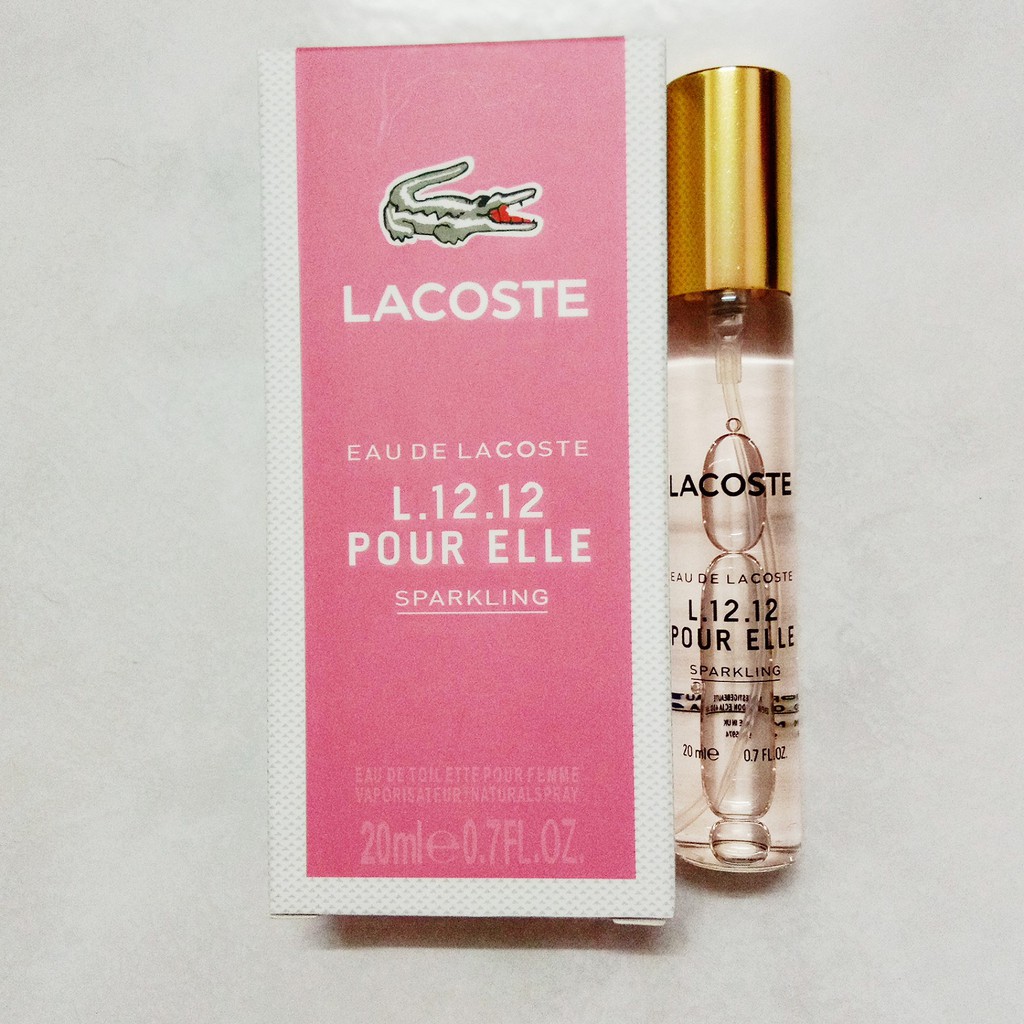 LACOSTE
EAU DE LACOSTE
L.12.12
POUR ELLE
SPARKLING
EAU DE TOILETTE POUR FEMME
VAPORISATEUR NATURAL SPRAY
20ml e 0.7FL.OZ.
LACOSTE
EAU DE LACOSTE
L.12.12
POUR ELLE
SPARKLING
20 ml e 0.7 FL.OZ.